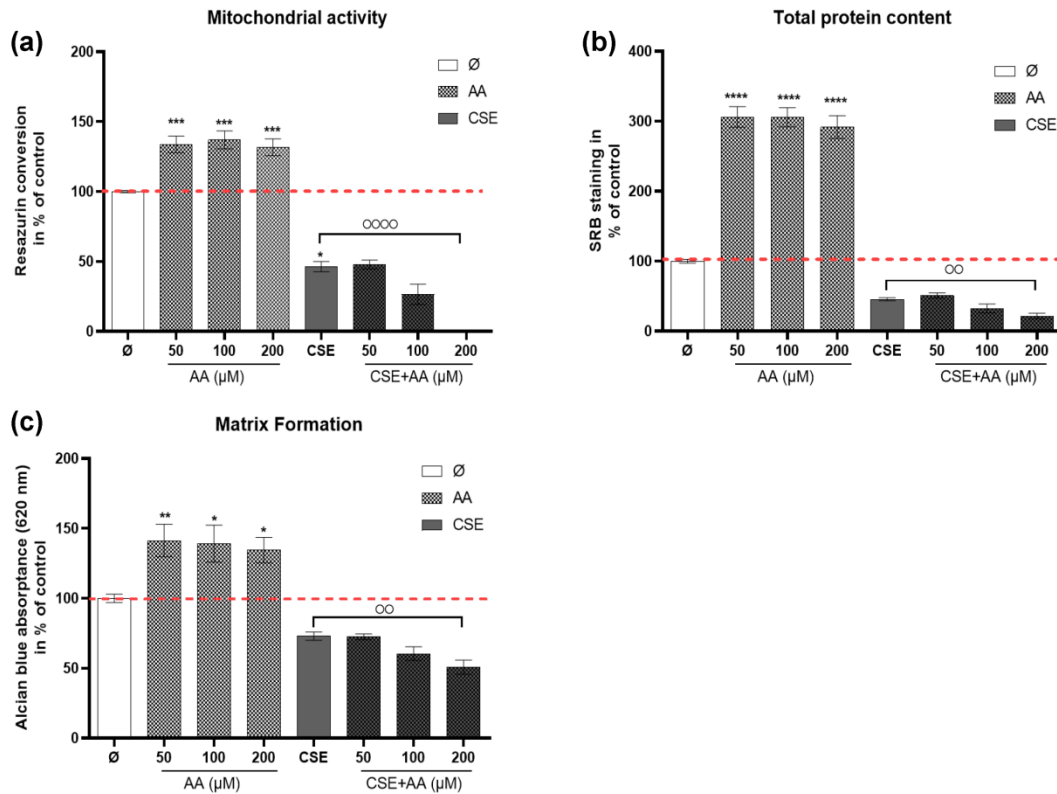 (a)
Mitochondrial activity
Resazurin conversion
in % of control
200
150
100
50
0
Ø
AA
CSE
***
***
***
*
OOOO
Ø
50
100
200
CSE
50
100
200
AA (µM)
CSE+AA (µM)
(b)
Total protein content
SRB staining in
% of control
400
300
200
100
0
Ø
AA
CSE
****
****
****
OO
Ø
50
100
200
CSE
50
100
200
AA (µM)
CSE+AA (µM)
(c)
Matrix Formation
Alcian blue absorptance (620 nm)
in % of control
200
150
100
50
0
Ø
AA
CSE
**
*
*
OO
Ø
50
100
200
CSE
50
100
200
AA (µM)
CSE+AA (µM)